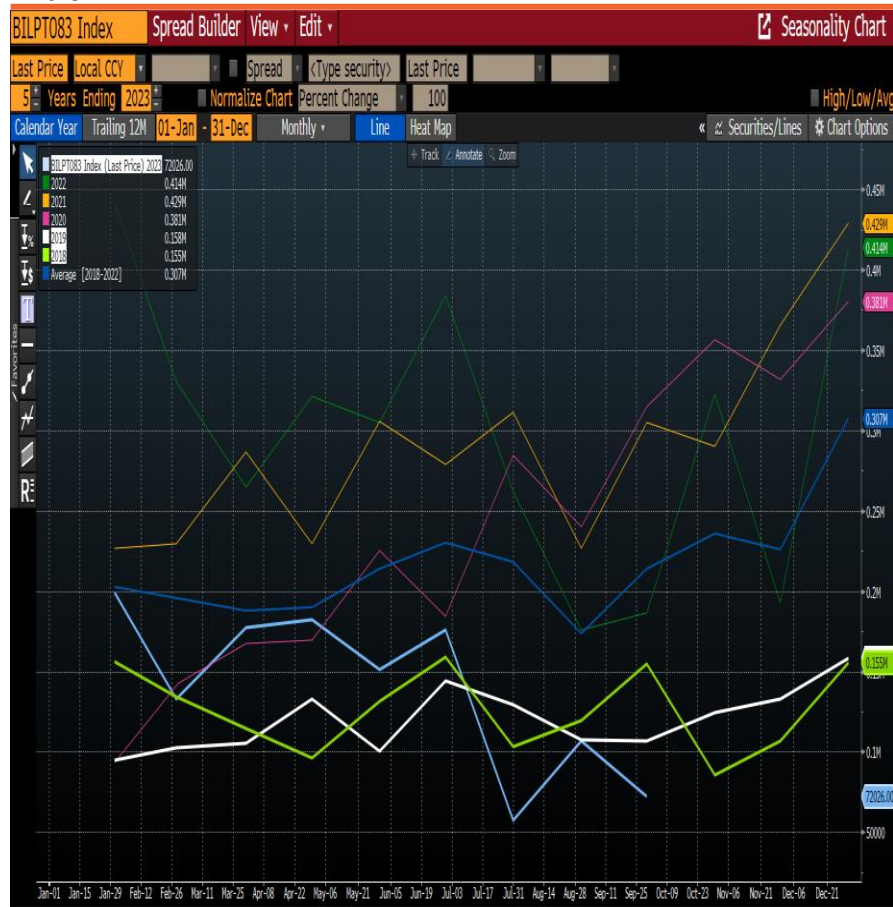 BILPT083 Index Spread Builder View Edit Seasonality Chart
Last Price Local CCY Spread <Type security> Last Price
5 Years Ending 2023 Normalize Chart Percent Change 100 High/Low/Avg
Calendar Year Trailing 12M 01-Jan - 31-Dec Monthly Line Heat Map « Securities/Lines Chart Options
Track Annotate Zoom
BILPT083 Index (Last Price) 2023 72026.00
2022 0.414M
2021 0.429M
2020 0.381M
2019 0.158M
2018 0.155M
Average [2018-2022] 0.307M
Favorites
T
R
0.45M
0.429M
0.414M
0.4M
0.381M
0.35M
0.307M
0.3M
0.25M
0.2M
0.155M
0.1M
72026.00
50000
Jan-01 Jan-15 Jan-29 Feb-12 Feb-26 Mar-11 Mar-25 Apr-08 Apr-22 May-06 May-21 Jun-05 Jun-19 Jul-03 Jul-17 Jul-31 Aug-14 Aug-28 Sep-11 Sep-25 Oct-09 Oct-23 Nov-06 Nov-21 Dec-06 Dec-21